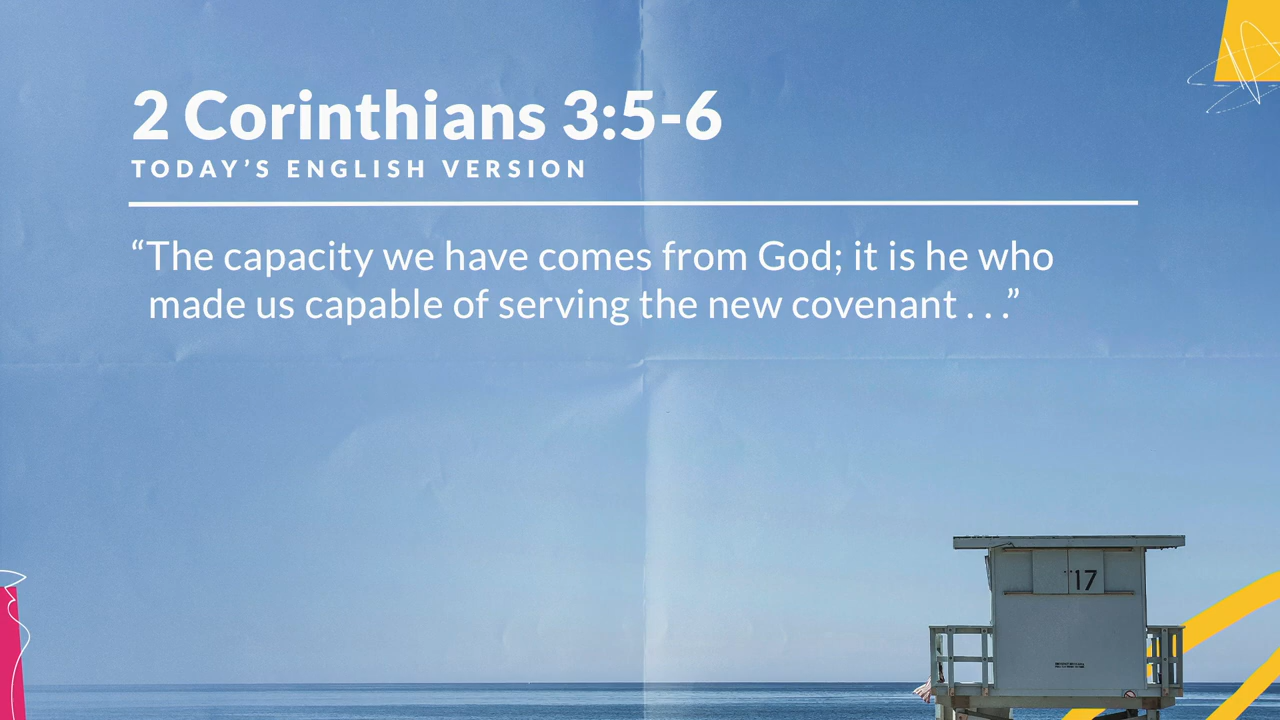 2 Corinthians 3:5-6
TODAY’S ENGLISH VERSION
“The capacity we have comes from God; it is he who
made us capable of serving the new covenant . . .”
17